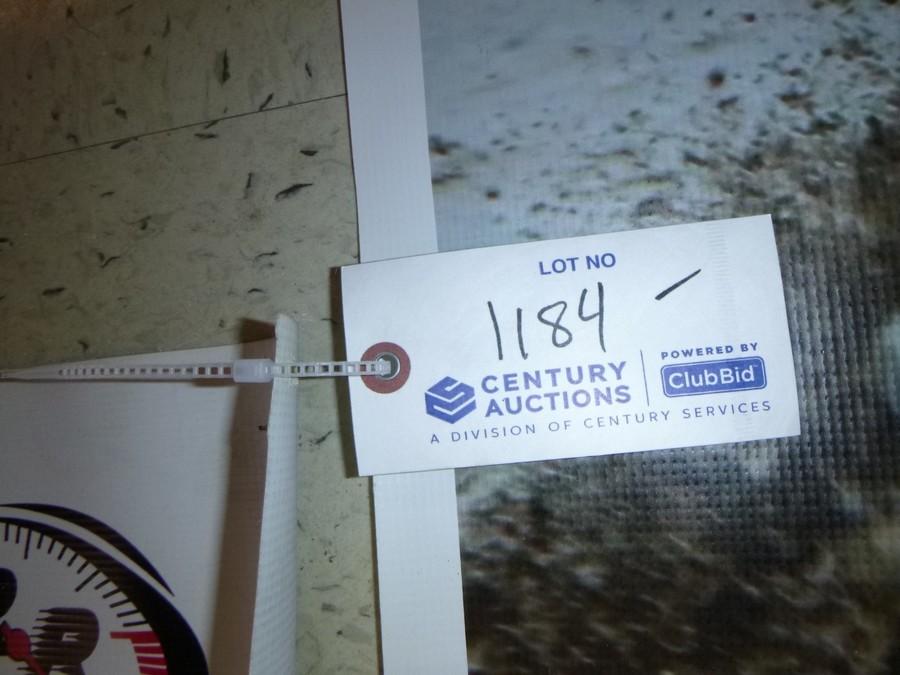 LOT NO
1184 -
CENTURY AUCTIONS
POWERED BY
ClubBid
A DIVISION OF CENTURY SERVICES